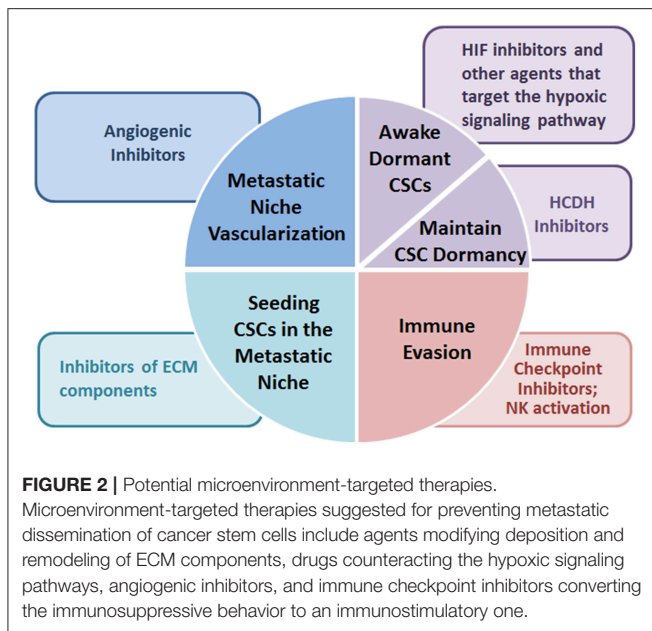 HIF inhibitors and
other agents that
target the hypoxic
signaling pathway
Angiogenic
Inhibitors
Awake
Dormant
CSCs
Metastatic
Niche
Vascularization
HCDH
Inhibitors
Maintain
CSC Dormancy
Seeding
CSCs in the
Metastatic
Niche
Immune
Evasion
Inhibitors of ECM
components
Immune
Checkpoint
Inhibitors;
NK activation
FIGURE 2 | Potential microenvironment-targeted therapies.
Microenvironment-targeted therapies suggested for preventing metastatic
dissemination of cancer stem cells include agents modifying deposition and
remodeling of ECM components, drugs counteracting the hypoxic signaling
pathways, angiogenic inhibitors, and immune checkpoint inhibitors converting
the immunosuppressive behavior to an immunostimulatory one.